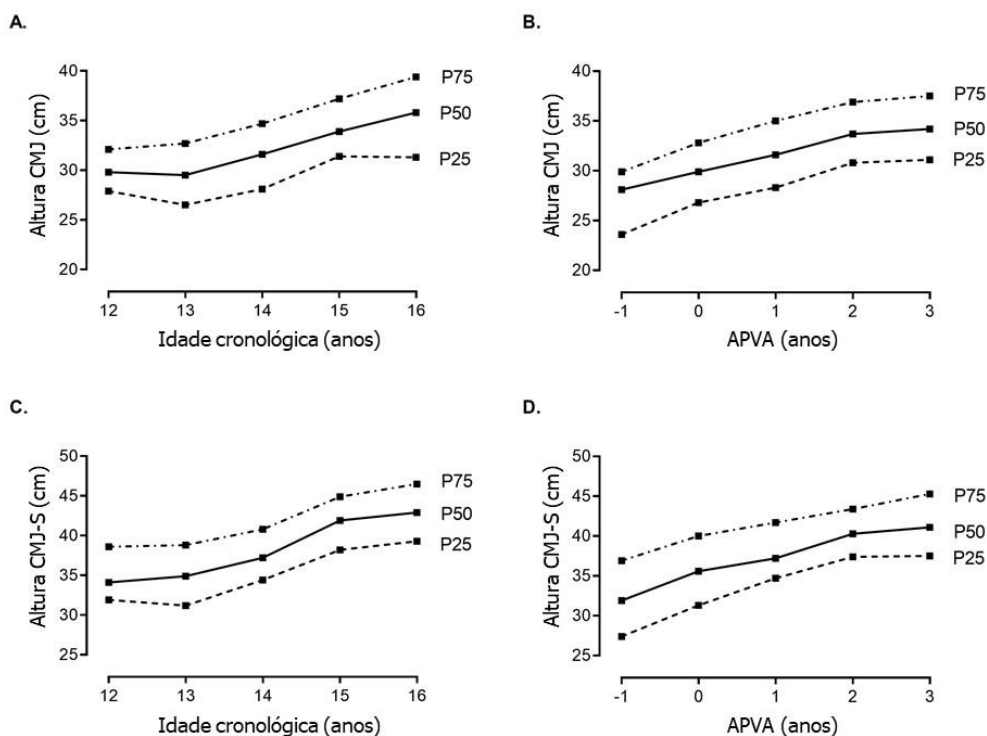 A.
Altura CMJ (cm)
40
35
30
25
20
12 13 14 15 16
Idade cronológica (anos)
P75
P50
P25
B.
Altura CMJ (cm)
40
35
30
25
20
-1 0 1 2 3
APVA (anos)
P75
P50
P25
C.
Altura CMJ-S (cm)
50
45
40
35
30
25
12 13 14 15 16
Idade cronológica (anos)
P75
P50
P25
D.
Altura CMJ-S (cm)
50
45
40
35
30
25
-1 0 1 2 3
APVA (anos)
P75
P50
P25